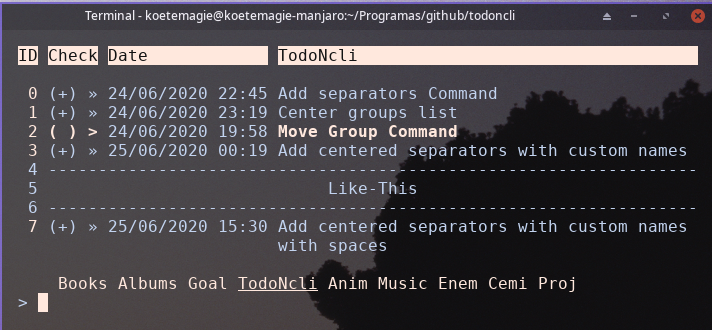 Terminal - koetemagie@koetemagie-manjaro:~/Programas/github/todoncli
ID Check Date TodoNcli
0 (+) » 24/06/2020 22:45 Add separators Command
1 (+) » 24/06/2020 23:19 Center groups list
2 ( ) > 24/06/2020 19:58 Move Group Command
3 (+) » 25/06/2020 00:19 Add centered separators with custom names
4 -----------------------------------------------------------------
5 Like-This
6 -----------------------------------------------------------------
7 (+) » 25/06/2020 15:30 Add centered separators with custom names
with spaces
Books Albums Goal TodoNcli Anim Music Enem Cemi Proj
>